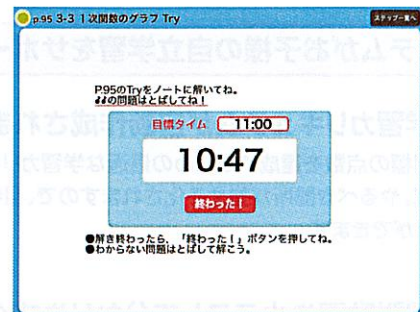 p.95 3-3 1次関数のグラフ Try
ステップ一覧へ
P.95のTryをノートに解いてね。
の問題はとばしてね！
目標タイム 11:00
10:47
終わった！
●解き終わったら、「終わった！」ボタンを押してね。
●わからない問題はとばして解こう。